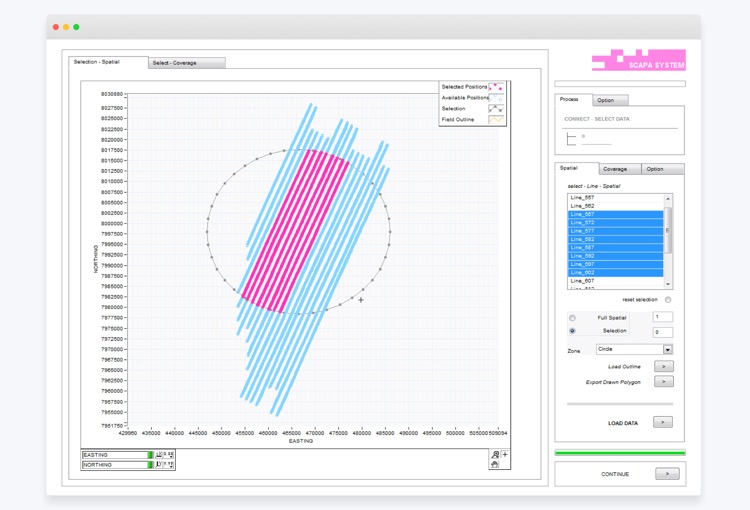 Selection - Spatial
Select - Coverage
SCAPA SYSTEM
Selected Positions
Available Positions
Selection
Field Outline
8030980
8027500
8025000
8022500
8020000
8017500
8015000
8012500
8010000
8007500
8005000
8002500
8000000
7997500
7995000
7992500
7990000
7987500
7985000
7982500
7980000
7977500
7975000
7972500
7970000
7967500
7965000
7962500
7960000
7957500
7955000
7951750
NORTHING
429960 435000 440000 445000 450000 455000 460000 465000 470000 475000 480000 485000 490000 495000 500000 505000 509094
EASTING
EASTING
NORTHING
Process
Option
CONNECT - SELECT DATA
Spatial
Coverage
Option
select - Line - Spatial
Line_557
Line_562
Line_567
Line_572
Line_577
Line_582
Line_587
Line_592
Line_597
Line_602
Line_607
reset selection
Full Spatial 1
Selection 0
Zone Circle
Load Outline >
Export Drawn Polygon >
LOAD DATA >
CONTINUE >